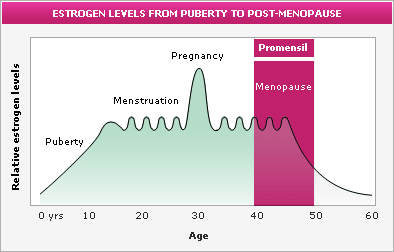 ESTROGEN LEVELS FROM PUBERTY TO POST-MENOPAUSE
Promensil
Pregnancy
Menopause
Menstruation
Puberty
Relative estrogen levels
0 yrs 10 20 30 40 50 60
Age